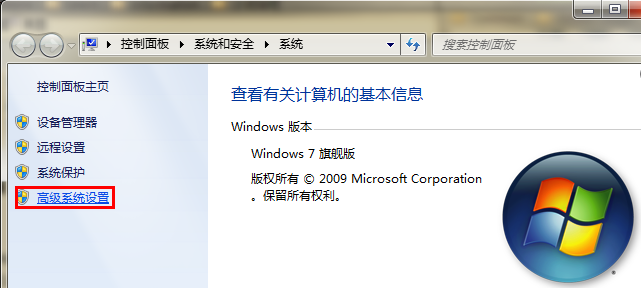 控制面板 系统和安全 系统
搜索控制面板
控制面板主页
设备管理器
远程设置
系统保护
高级系统设置
查看有关计算机的基本信息
Windows 版本
Windows 7 旗舰版
版权所有 © 2009 Microsoft Corporation
。保留所有权利。